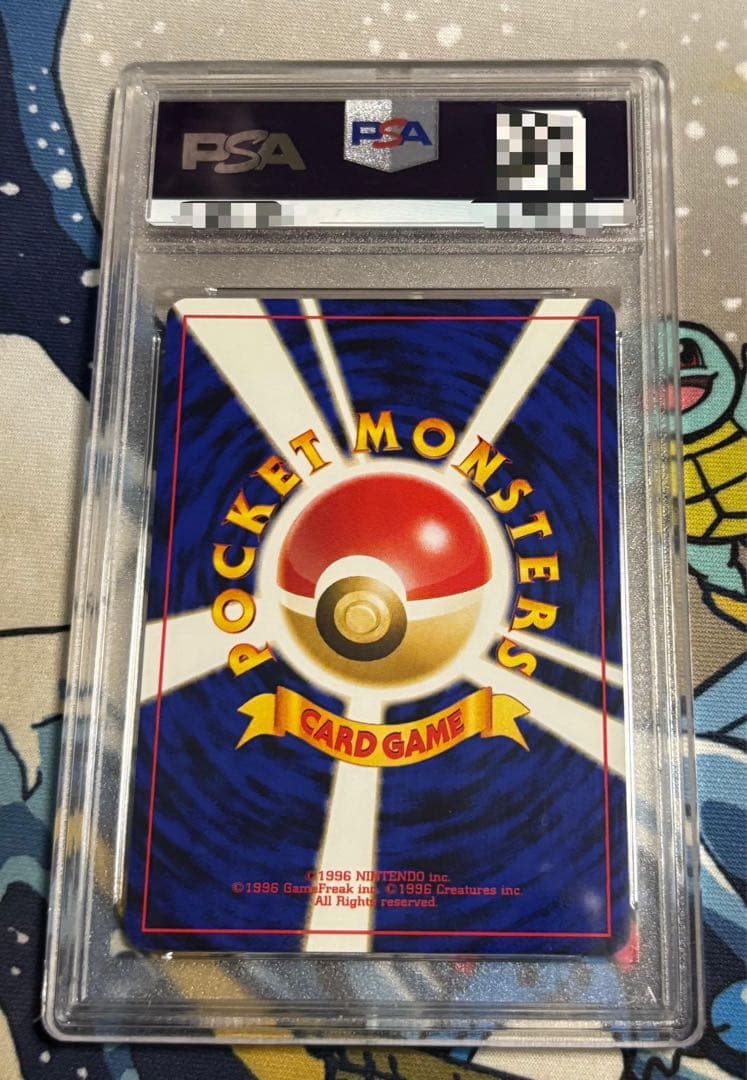 PSA
PSA
POCKET MONSTERS
CARD GAME
©1996 NINTENDO inc.
©1996 GameFreak inc. ©1996 Creatures inc.
All Rights reserved.